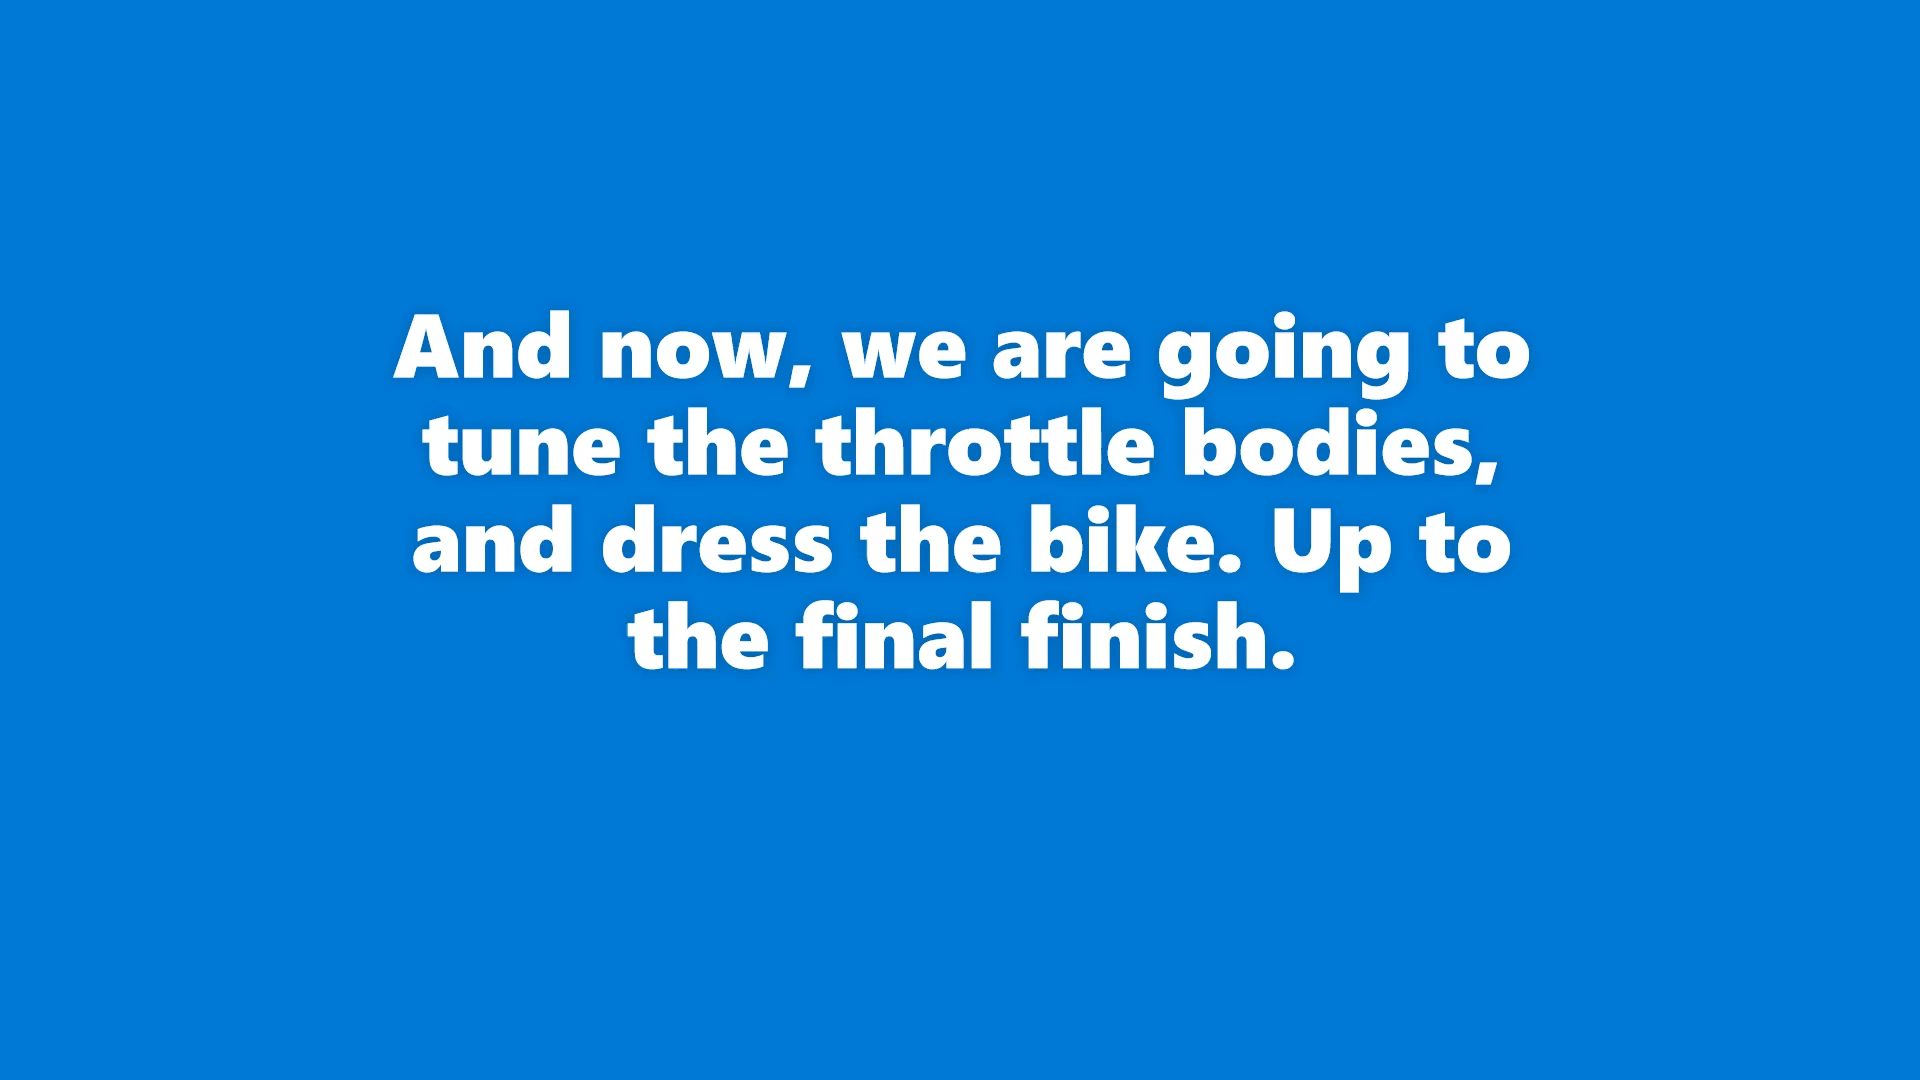 And now, we are going to
tune the throttle bodies,
and dress the bike. Up to
the final finish.